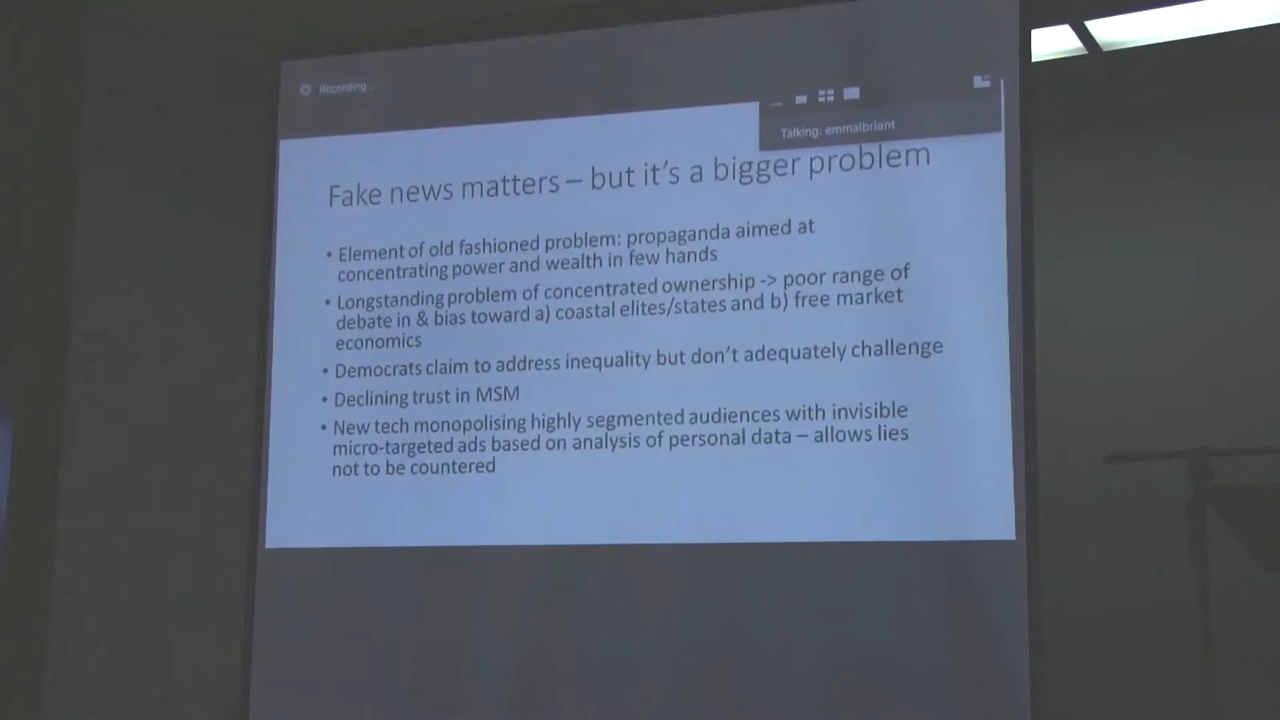 Recording...
Talking: emmalbriant
Fake news matters – but it's a bigger problem
• Element of old fashioned problem: propaganda aimed at
concentrating power and wealth in few hands
• Longstanding problem of concentrated ownership -> poor range of
debate in & bias toward a) coastal elites/states and b) free market
economics
• Democrats claim to address inequality but don't adequately challenge
• Declining trust in MSM
• New tech monopolising highly segmented audiences with invisible
micro-targeted ads based on analysis of personal data – allows lies
not to be countered